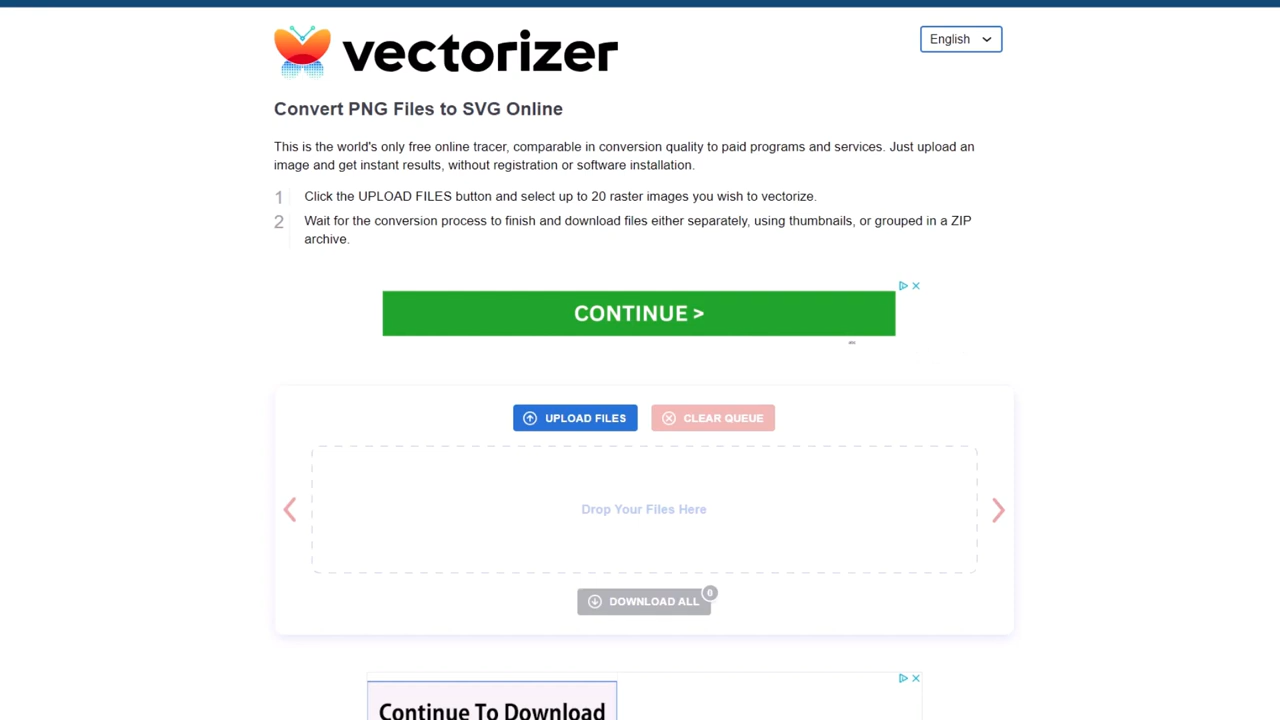 vectorizer
English
Convert PNG Files to SVG Online
This is the world's only free online tracer, comparable in conversion quality to paid programs and services. Just upload an
image and get instant results, without registration or software installation.
1 Click the UPLOAD FILES button and select up to 20 raster images you wish to vectorize.
2 Wait for the conversion process to finish and download files either separately, using thumbnails, or grouped in a ZIP
archive.
CONTINUE >
UPLOAD FILES
CLEAR QUEUE
Drop Your Files Here
DOWNLOAD ALL 0
Continue To Download